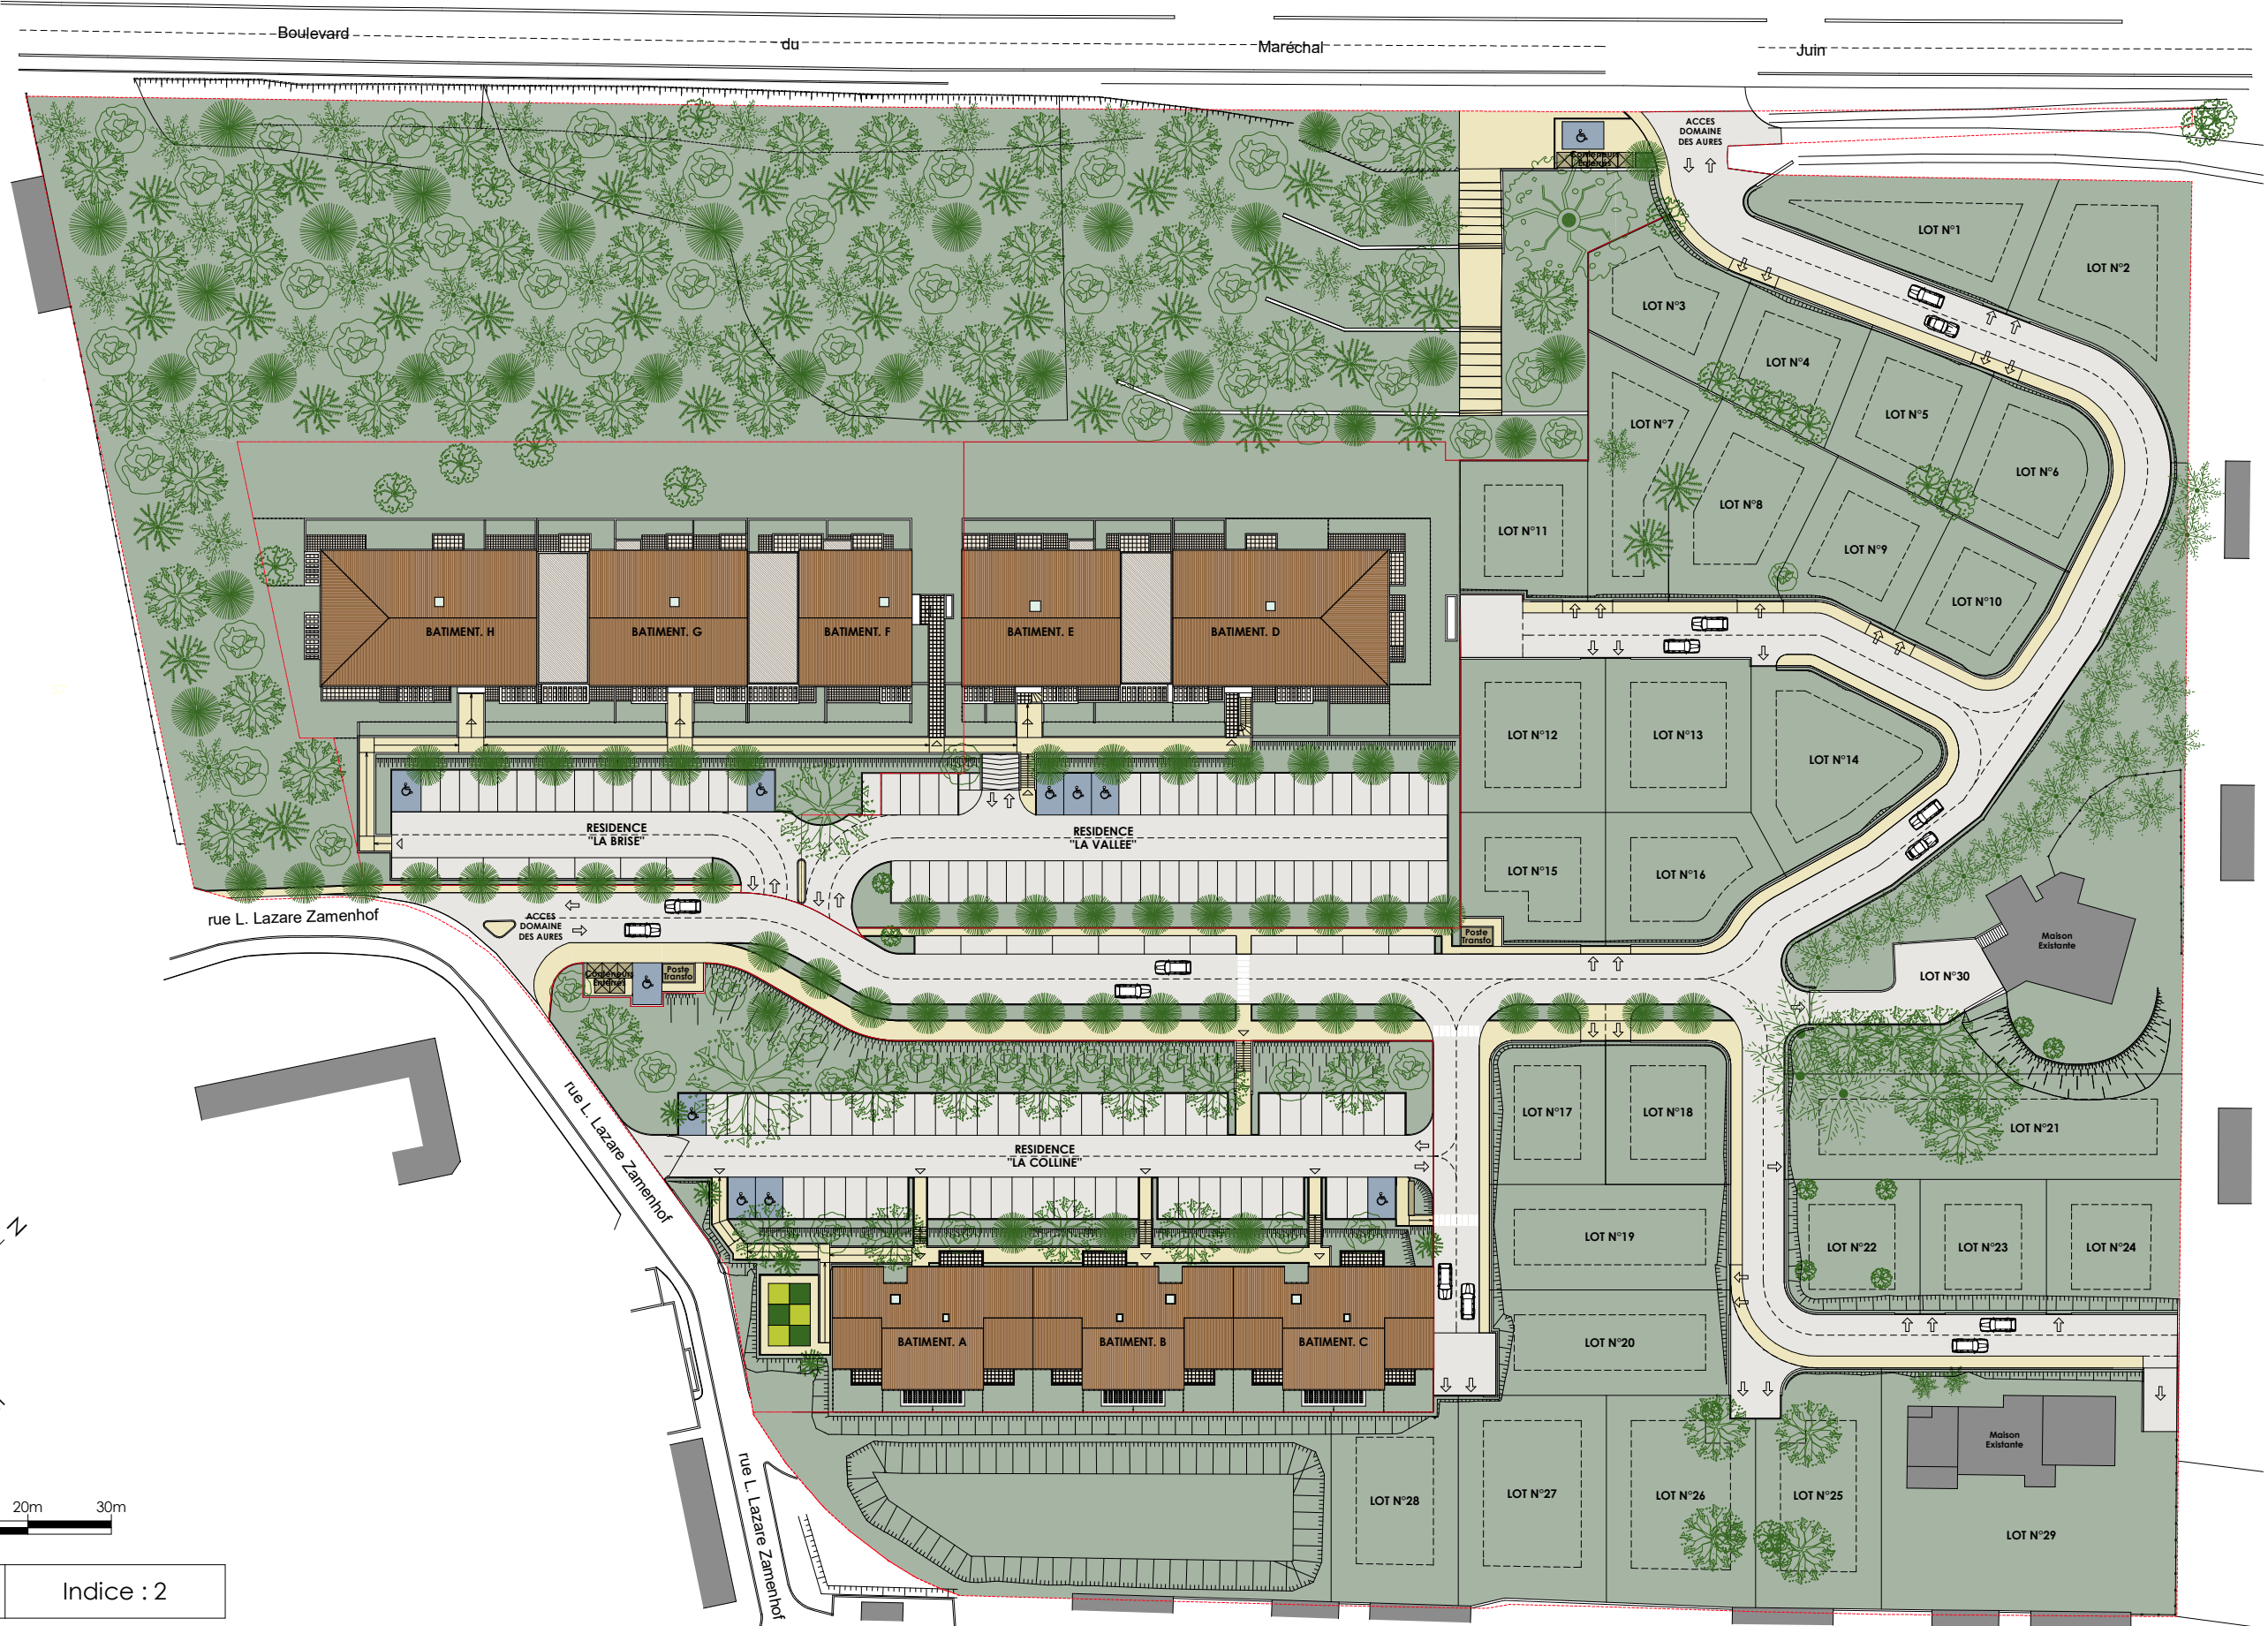 Boulevard du Maréchal Juin
ACCES
DOMAINE
DES AURES
Conteneurs
Enterrés
LOT N°1
LOT N°2
LOT N°3
LOT N°4
LOT N°5
LOT N°6
LOT N°7
LOT N°8
LOT N°9
LOT N°10
LOT N°11
BATIMENT. H
BATIMENT. G
BATIMENT. F
BATIMENT. E
BATIMENT. D
LOT N°12
LOT N°13
LOT N°14
LOT N°15
LOT N°16
RESIDENCE
"LA BRISE"
RESIDENCE
"LA VALLEE"
rue L. Lazare Zamenhof
ACCES
DOMAINE
DES AURES
Poste
Transfo
Maison
Existante
LOT N°30
Conteneurs
Enterrés
Poste
Transfo
rue L. Lazare Zamenhof
RESIDENCE
"LA COLLINE"
LOT N°17
LOT N°18
LOT N°21
LOT N°19
LOT N°22
LOT N°23
LOT N°24
BATIMENT. A
BATIMENT. B
BATIMENT. C
LOT N°20
N
rue L. Lazare Zamenhof
LOT N°28
LOT N°27
LOT N°26
LOT N°25
Maison
Existante
LOT N°29
20m 30m
Indice : 2